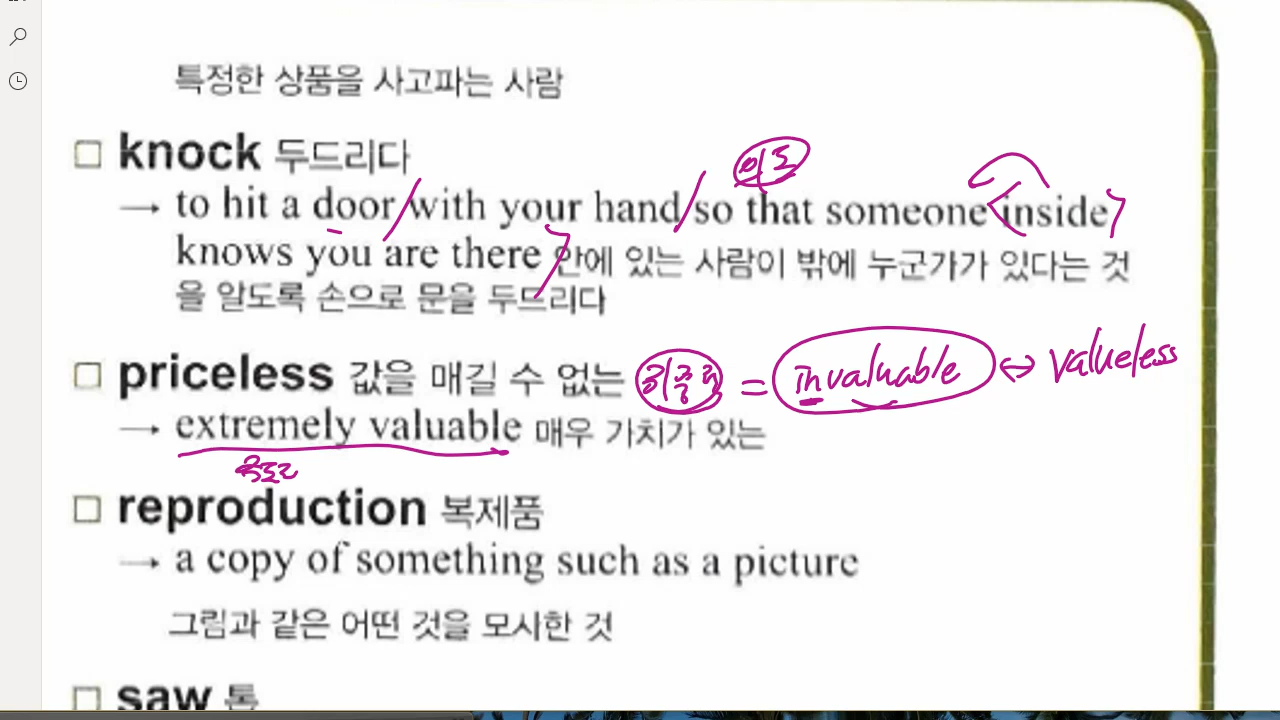 특정한 상품을 사고파는 사람
knock 두드리다
의도
→ to hit a door with your hand so that someone inside
knows you are there 안에 있는 사람이 밖에 누군가가 있다는 것
을 알도록 손으로 문을 두드리다
priceless 값을 매길 수 없는 귀중한 = invaluable ↔ valueless
→ extremely valuable 매우 가치가 있는
reproduction 복제품
→ a copy of something such as a picture
그림과 같은 어떤 것을 모사한 것
saw 톱